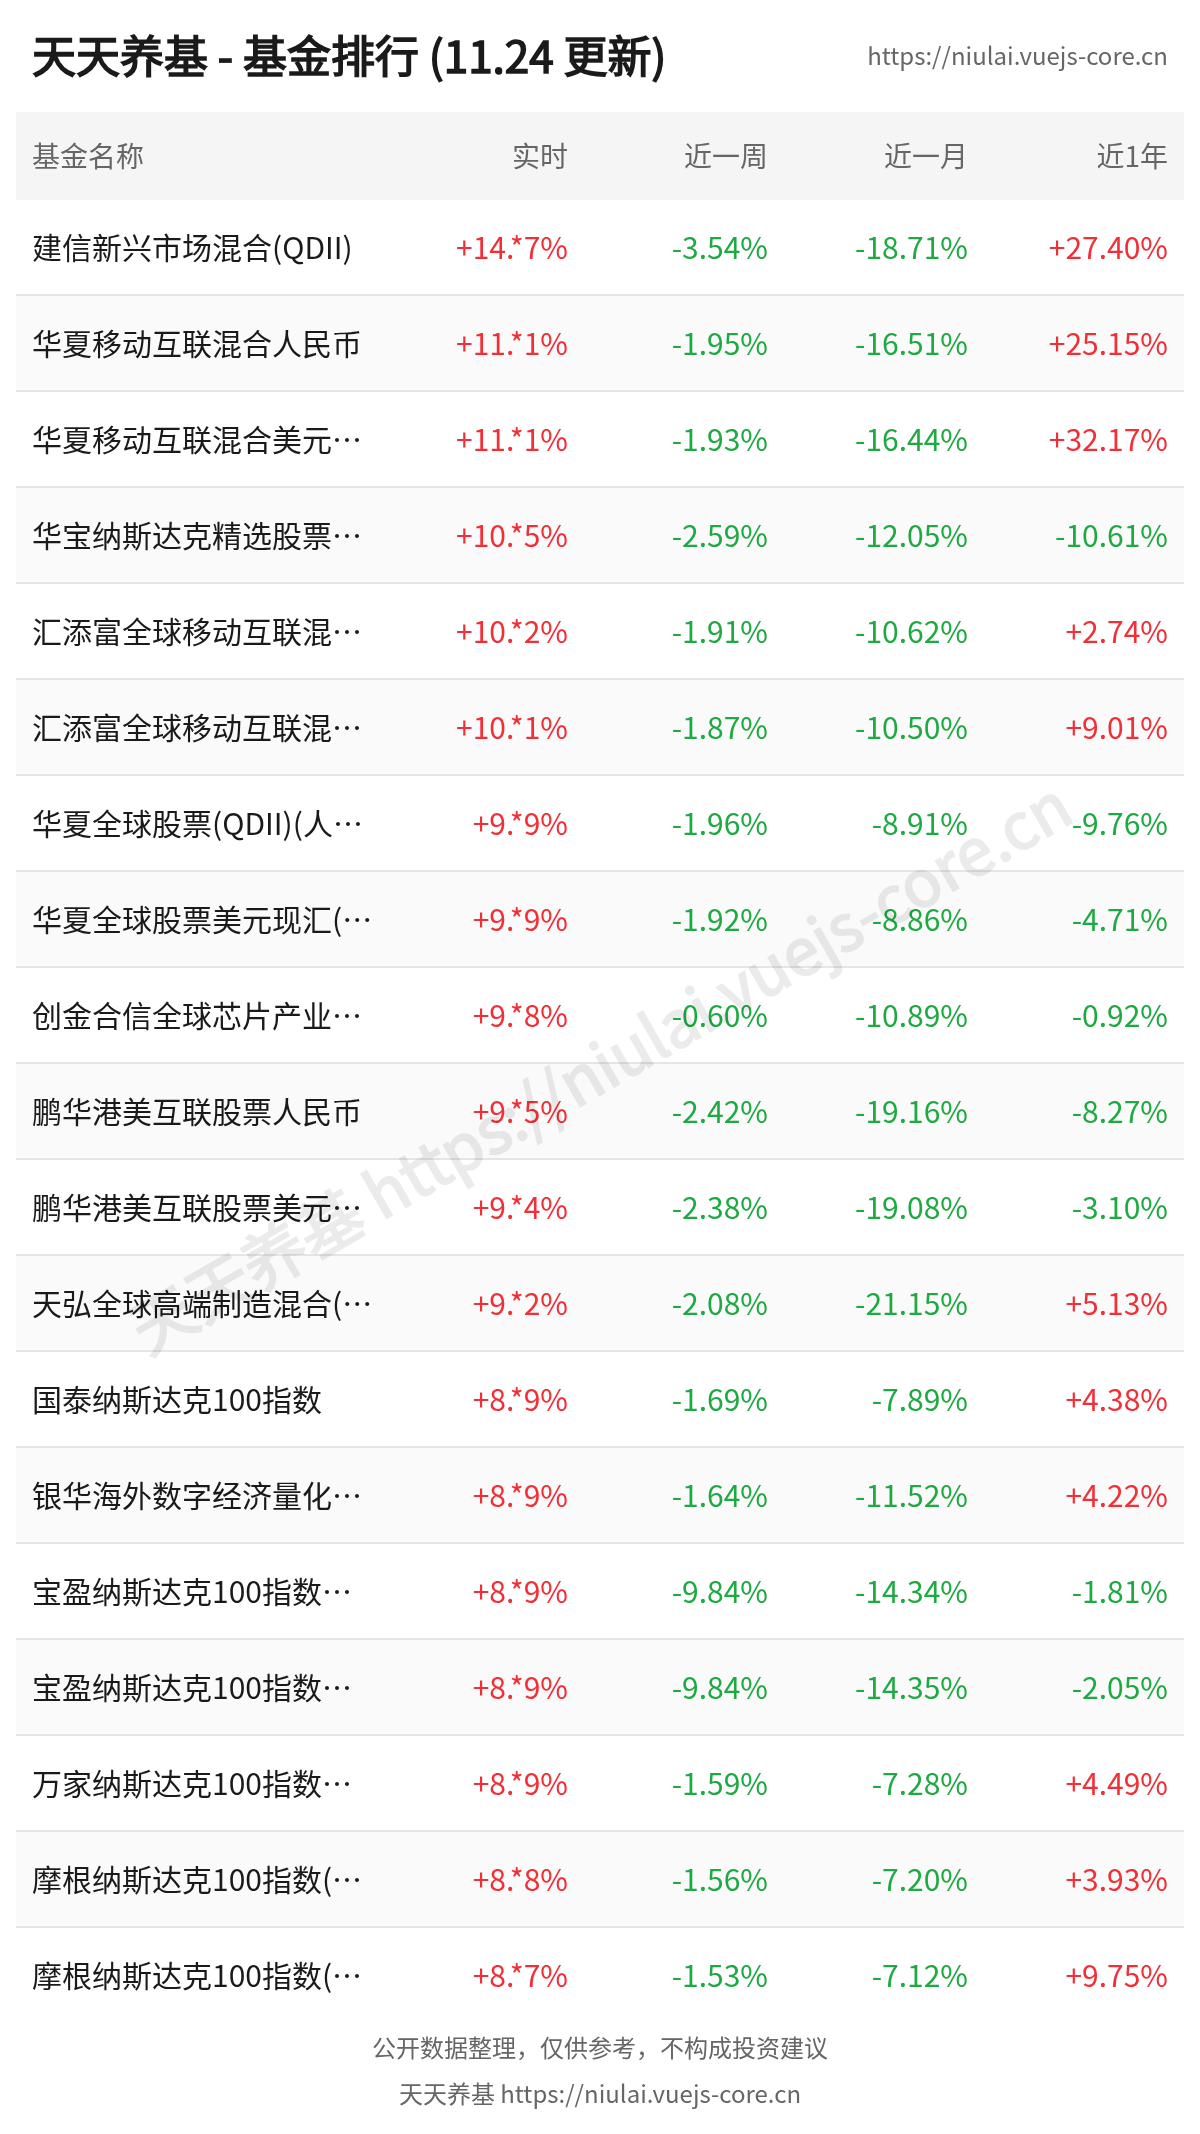 天天养基 - 基金排行 (11.24 更新) https://niulai.vuejs-core.cn
基金名称 实时 近一周 近一月 近1年
建信新兴市场混合(QDII) +14.*7% -3.54% -18.71% +27.40%
华夏移动互联混合人民币 +11.*1% -1.95% -16.51% +25.15%
华夏移动互联混合美元… +11.*1% -1.93% -16.44% +32.17%
华宝纳斯达克精选股票… +10.*5% -2.59% -12.05% -10.61%
汇添富全球移动互联混… +10.*2% -1.91% -10.62% +2.74%
汇添富全球移动互联混… +10.*1% -1.87% -10.50% +9.01%
华夏全球股票(QDII)(人… +9.*9% -1.96% -8.91% -9.76%
华夏全球股票美元现汇(… +9.*9% -1.92% -8.86% -4.71%
创金合信全球芯片产业… +9.*8% -0.60% -10.89% -0.92%
鹏华港美互联股票人民币 +9.*5% -2.42% -19.16% -8.27%
鹏华港美互联股票美元… +9.*4% -2.38% -19.08% -3.10%
天弘全球高端制造混合(… +9.*2% -2.08% -21.15% +5.13%
国泰纳斯达克100指数 +8.*9% -1.69% -7.89% +4.38%
银华海外数字经济量化… +8.*9% -1.64% -11.52% +4.22%
宝盈纳斯达克100指数… +8.*9% -9.84% -14.34% -1.81%
宝盈纳斯达克100指数… +8.*9% -9.84% -14.35% -2.05%
万家纳斯达克100指数… +8.*9% -1.59% -7.28% +4.49%
摩根纳斯达克100指数(… +8.*8% -1.56% -7.20% +3.93%
摩根纳斯达克100指数(… +8.*7% -1.53% -7.12% +9.75%
天天养基 https://niulai.vuejs-core.cn
公开数据整理，仅供参考，不构成投资建议
天天养基 https://niulai.vuejs-core.cn